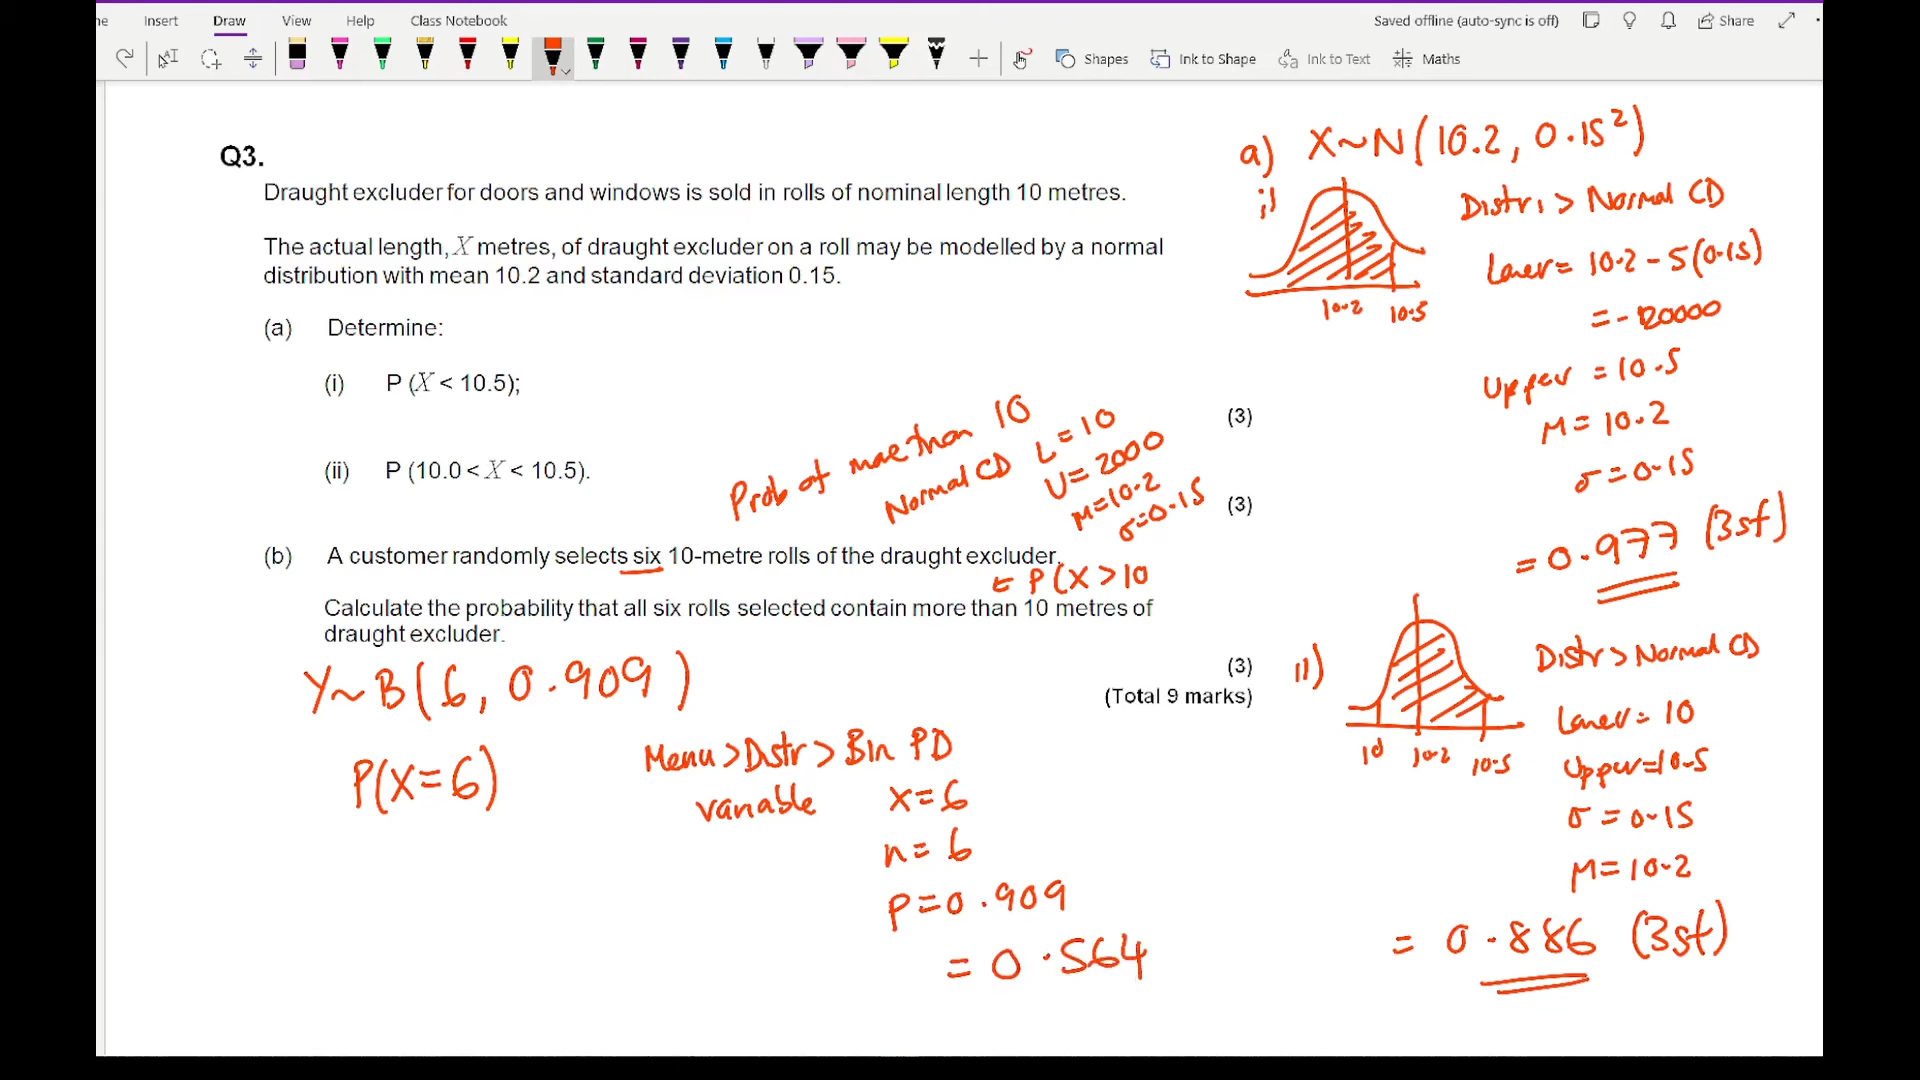 Insert Draw View Help Class Notebook Saved offline (auto-sync is off) Share
Shapes Ink to Shape Ink to Text Maths
Q3.
Draught excluder for doors and windows is sold in rolls of nominal length 10 metres.
The actual length, X metres, of draught excluder on a roll may be modelled by a normal
distribution with mean 10.2 and standard deviation 0.15.
(a) Determine:
(i) P (X < 10.5);
(3)
(ii) P (10.0 < X < 10.5).
(3)
Prob of more than 10
Normal CD L = 10
U = 2000
μ = 10.2
σ = 0.15
(b) A customer randomly selects six 10-metre rolls of the draught excluder.
P(X > 10
Calculate the probability that all six rolls selected contain more than 10 metres of
draught excluder.
(3)
(Total 9 marks)
Y ~ B(6, 0.909)
P(X = 6)
Menu > Distr > Bin PD
variable x = 6
n = 6
p = 0.909
= 0.564
a) X ~ N(10.2, 0.15²)
i)
10.2 10.5
Distri > Normal CD
Lower = 10.2 - 5(0.15)
Upper = 10.5
μ = 10.2
σ = 0.15
= 0.977 (3sf)
ii)
10 10.2 10.5
Distr > Normal CD
Lower = 10
Upper = 10.5
σ = 0.15
μ = 10.2
= 0.886 (3sf)